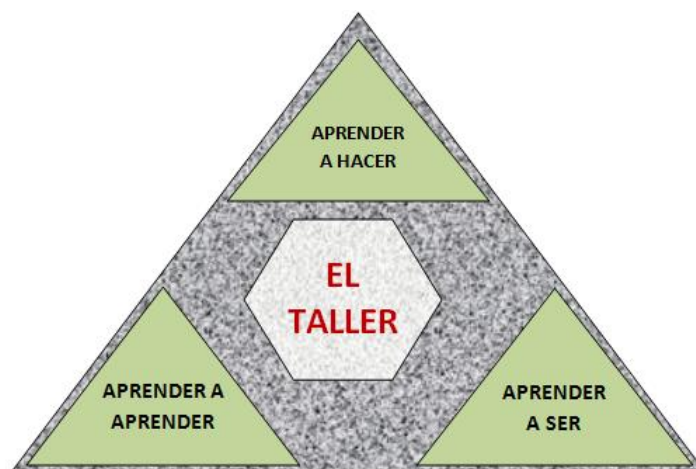 APRENDER
A HACER
EL
TALLER
APRENDER A
APRENDER
APRENDER
A SER